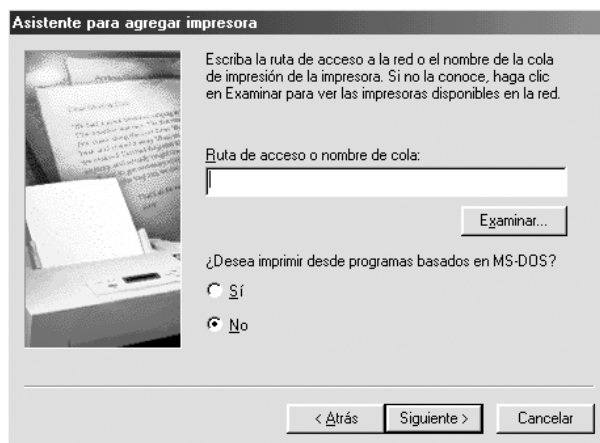 Asistente para agregar impresora
Escriba la ruta de acceso a la red o el nombre de la cola
de impresión de la impresora. Si no la conoce, haga clic
en Examinar para ver las impresoras disponibles en la red.
Ruta de acceso o nombre de cola:
Examinar...
¿Desea imprimir desde programas basados en MS-DOS?
Sí
No
< Atrás
Siguiente >
Cancelar